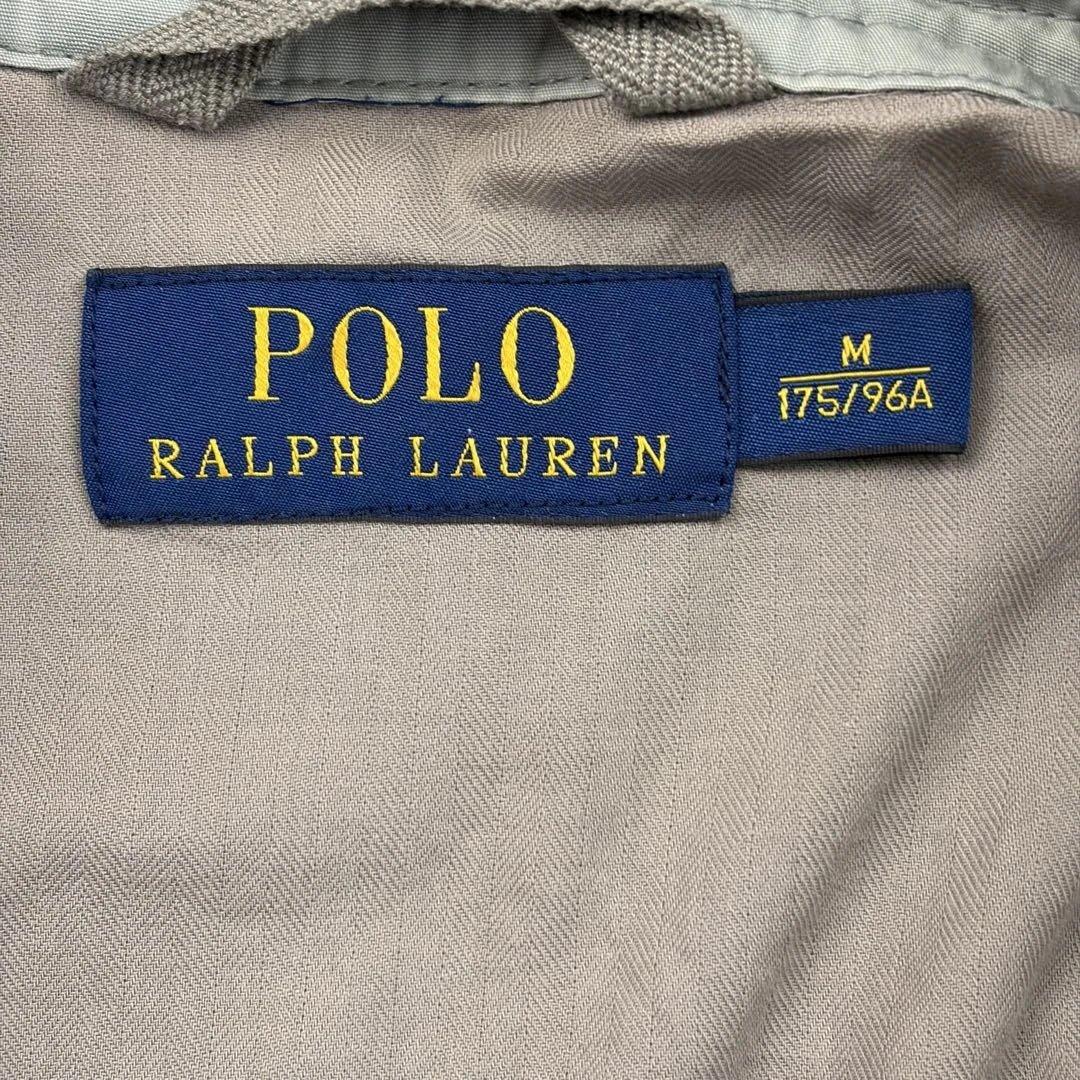 POLO
RALPH LAUREN
M
175/96A